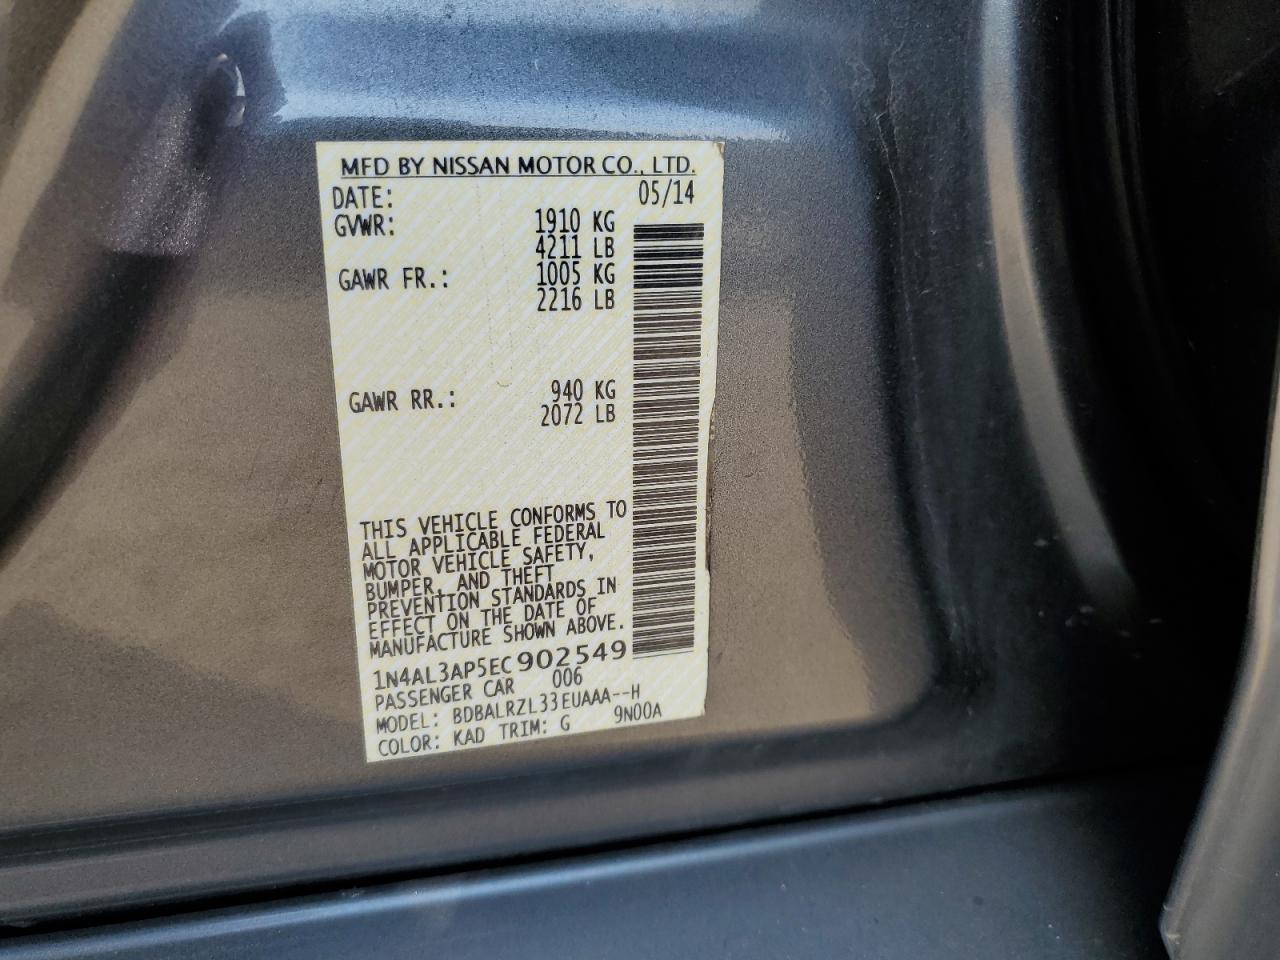 MFD BY NISSAN MOTOR CO., LTD.
DATE: 05/14
GVWR: 1910 KG
4211 LB
GAWR FR.: 1005 KG
2216 LB
GAWR RR.: 940 KG
2072 LB
THIS VEHICLE CONFORMS TO
ALL APPLICABLE FEDERAL
MOTOR VEHICLE SAFETY,
BUMPER, AND THEFT
PREVENTION STANDARDS IN
EFFECT ON THE DATE OF
MANUFACTURE SHOWN ABOVE.
1N4AL3AP5EC902549
PASSENGER CAR 006
MODEL: BDBALRZL33EUAAA--H
COLOR: KAD TRIM: G 9N00A